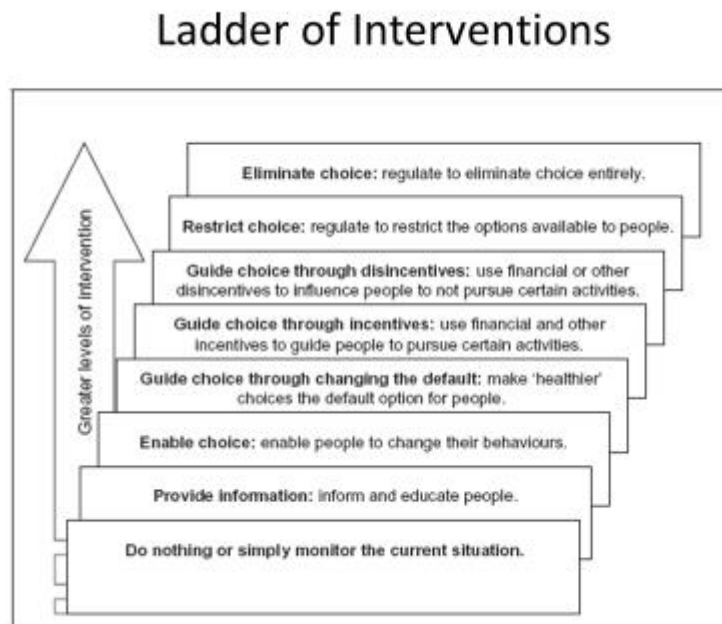 Ladder of Interventions
Greater levels of intervention
Eliminate choice: regulate to eliminate choice entirely.
Restrict choice: regulate to restrict the options available to people.
Guide choice through disincentives: use financial or other
disincentives to influence people to not pursue certain activities.
Guide choice through incentives: use financial and other
incentives to guide people to pursue certain activities.
Guide choice through changing the default: make 'healthier'
choices the default option for people.
Enable choice: enable people to change their behaviours.
Provide information: inform and educate people.
Do nothing or simply monitor the current situation.